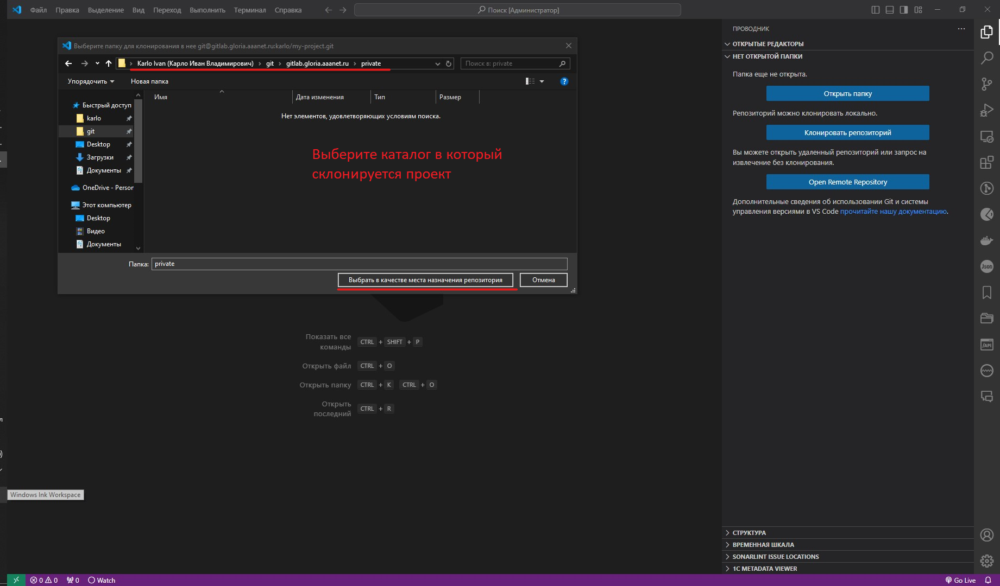 Файл Правка Выделение Вид Переход Выполнить Терминал Справка
Поиск [Администратор]
Выберите папку для клонирования в нее git@gitlab.gloria.aaanet.ru:karlo/my-project.git
Karlo Ivan (Карло Иван Владимирович) › git › gitlab.gloria.aaanet.ru › private
Поиск в: private
Упорядочить Новая папка
?
Имя Дата изменения Тип Размер
Нет элементов, удовлетворяющих условиям поиска.
Быстрый доступ
karlo
git
Desktop
Загрузки
Документы
OneDrive - Person
Этот компьютер
Desktop
Видео
Документы
Выберите каталог в который
склонируется проект
Папка: private
Выбрать в качестве места назначения репозитория Отмена
Показать все
команды
CTRL + SHIFT + P
Открыть файл CTRL + O
Открыть папку CTRL + K CTRL + O
Открыть
последний
CTRL + R
Windows Ink Workspace
ПРОВОДНИК
ОТКРЫТЫЕ РЕДАКТОРЫ
НЕТ ОТКРЫТОЙ ПАПКИ
Папка еще не открыта.
Открыть папку
Репозиторий можно клонировать локально.
Клонировать репозиторий
Вы можете открыть удаленный репозиторий или запрос на
извлечение без клонирования.
Open Remote Repository
Дополнительные сведения об использовании Git и системы
управления версиями в VS Code прочитайте нашу документацию.
Json
/API
СТРУКТУРА
ВРЕМЕННАЯ ШКАЛА
SONARLINT ISSUE LOCATIONS
1C METADATA VIEWER
0 0 0 Watch
Go Live